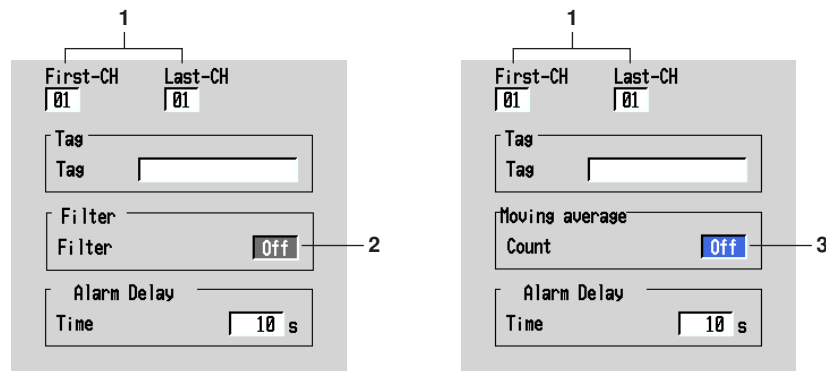 1
First-CH Last-CH
01 01
Tag
Tag
Filter
Filter Off 2
Alarm Delay
Time 10 s
1
First-CH Last-CH
01 01
Tag
Tag
Moving average
Count Off 3
Alarm Delay
Time 10 s